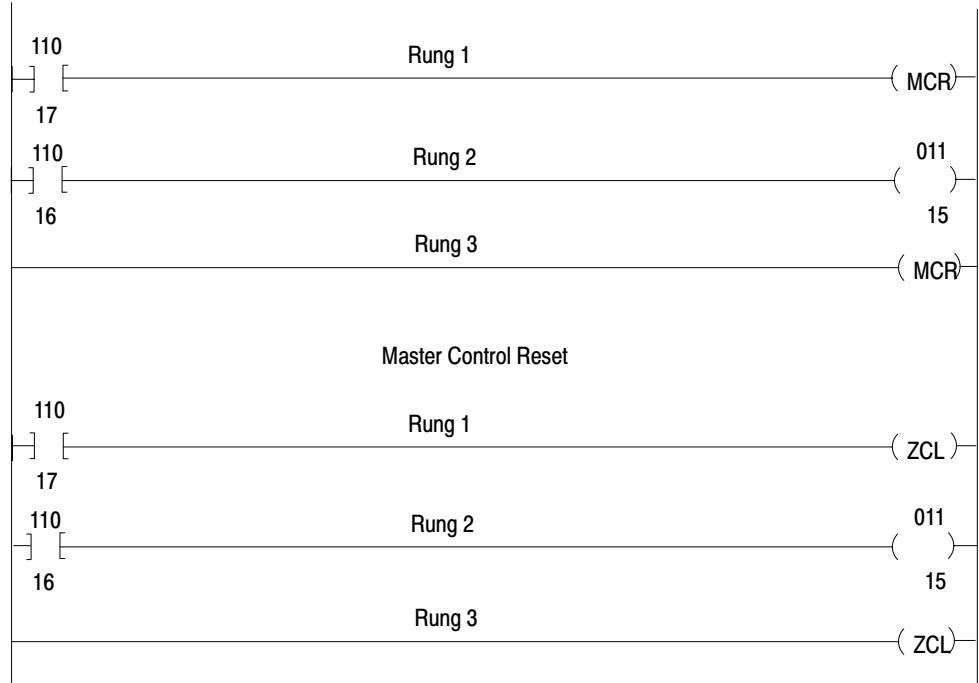 110
Rung 1
MCR
17
110
Rung 2
011
16
15
Rung 3
MCR
Master Control Reset
110
Rung 1
ZCL
17
110
Rung 2
011
16
15
Rung 3
ZCL